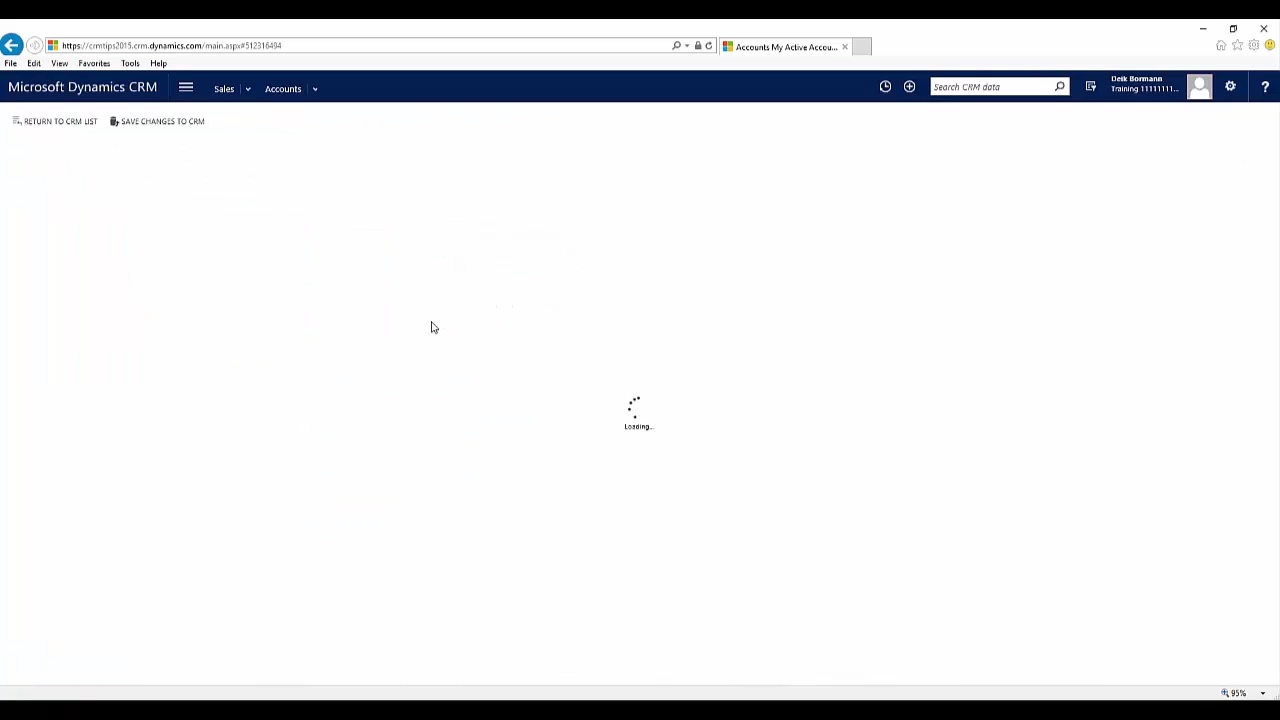 https://crmtips2015.crm.dynamics.com/main.aspx#512316494
Accounts My Active Accou...
File Edit View Favorites Tools Help
Microsoft Dynamics CRM Sales Accounts Search CRM data Deik Bormann
Training 11111111...
RETURN TO CRM LIST SAVE CHANGES TO CRM
Loading...
95%